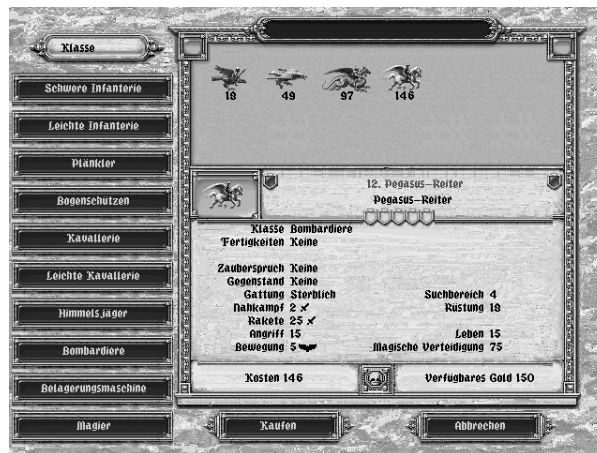 Klasse
Schwere Infanterie
Leichte Infanterie
Plänkler
Bogenschützen
Kavallerie
Leichte Kavallerie
Himmelsjäger
Bombardiere
Belagerungsmaschine
Magier
18 49 97 146
12. Pegasus-Reiter
Pegasus-Reiter
Klasse Bombardiere
Fertigkeiten Keine
Zauberspruch Keine
Gegenstand Keine
Gattung Sterblich Suchbereich 4
Nahkampf 2 Rüstung 18
Rakete 25
Angriff 15 Leben 15
Bewegung 5 Magische Verteidigung 75
Kosten 146 Verfügbares Gold 150
Kaufen Abbrechen